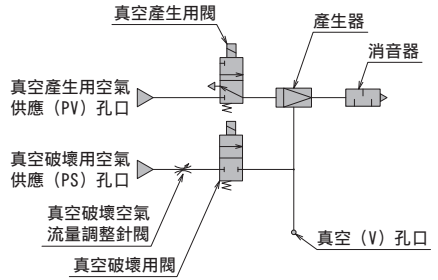 真空產生用閥
產生器
消音器
真空產生用空氣
供應（PV）孔口
真空破壞用空氣
供應（PS）孔口
真空破壞空氣
流量調整針閥
真空（V）孔口
真空破壞用閥